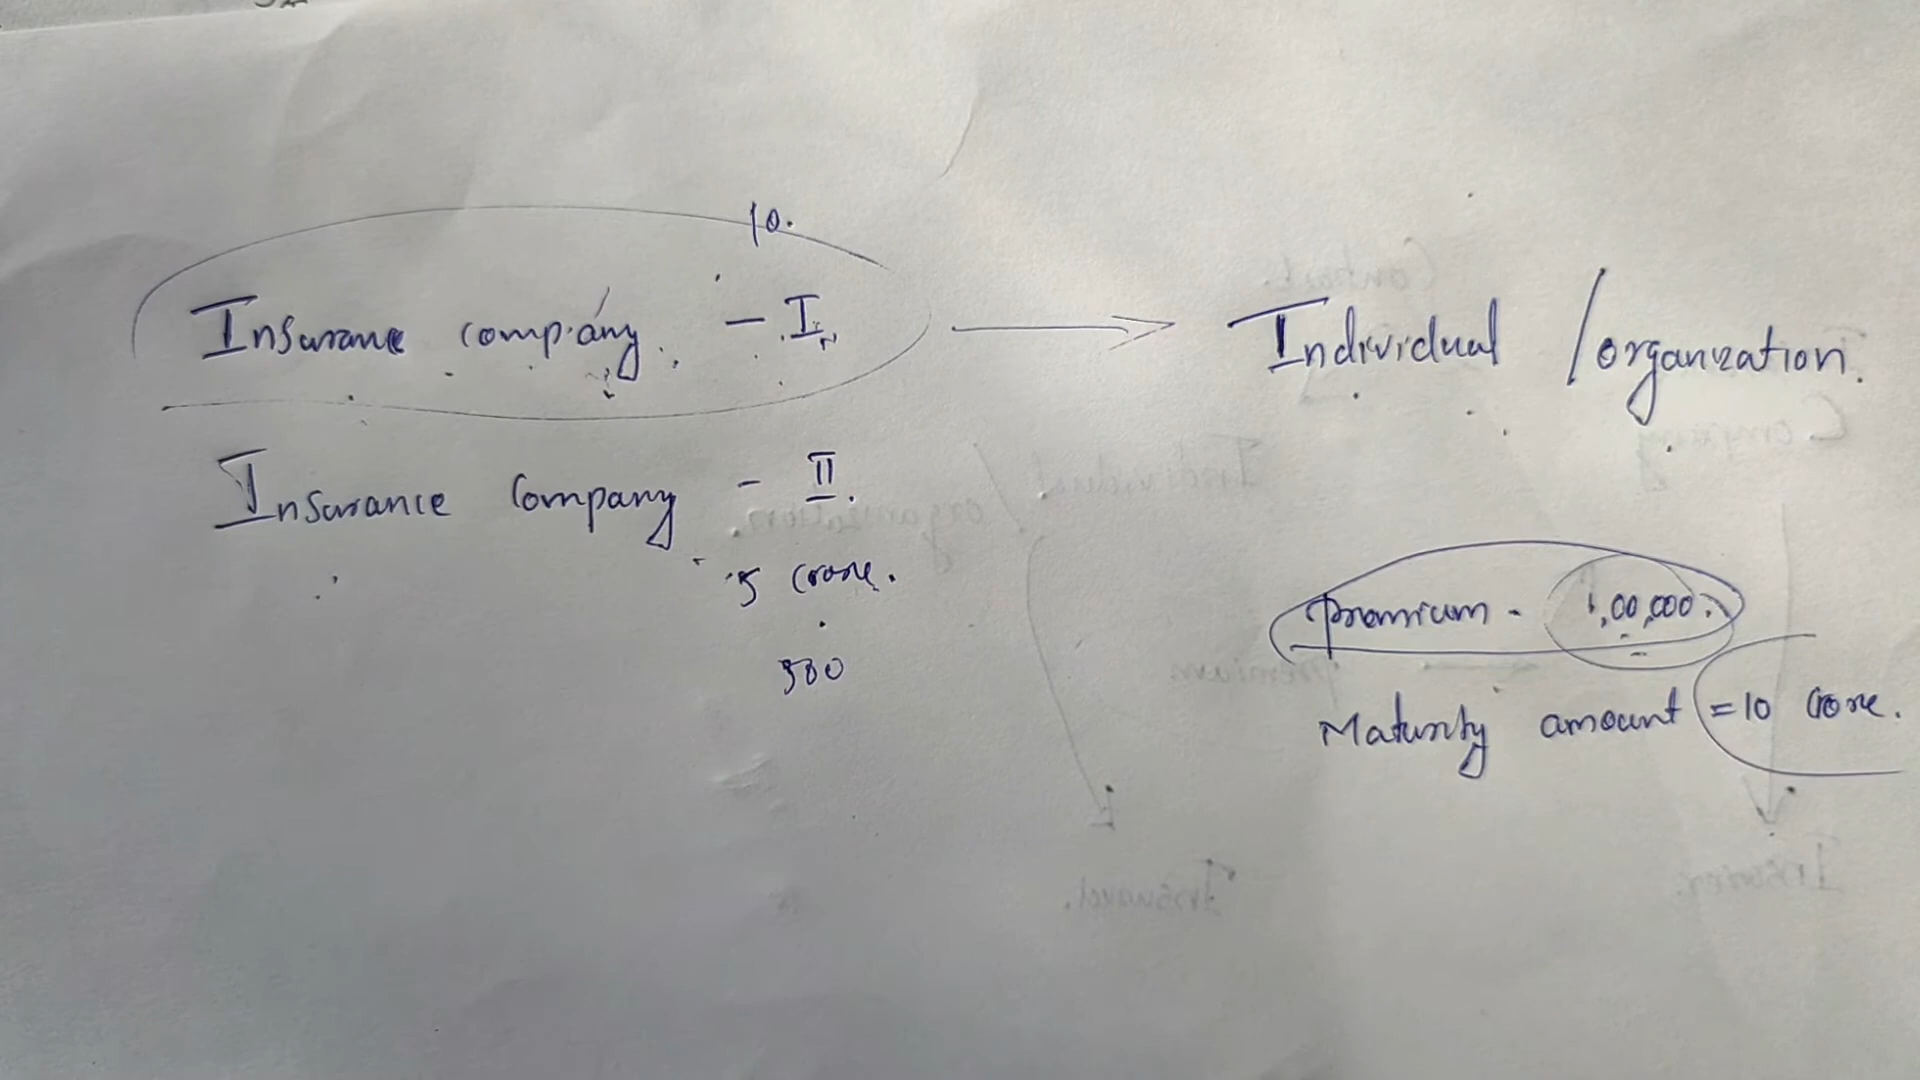 10.
Insurance company - I
Individual / organization.
Insurance Company - II.
5 crore.
500
Premium - 1,00,000.
Maturity amount = 10 crore.